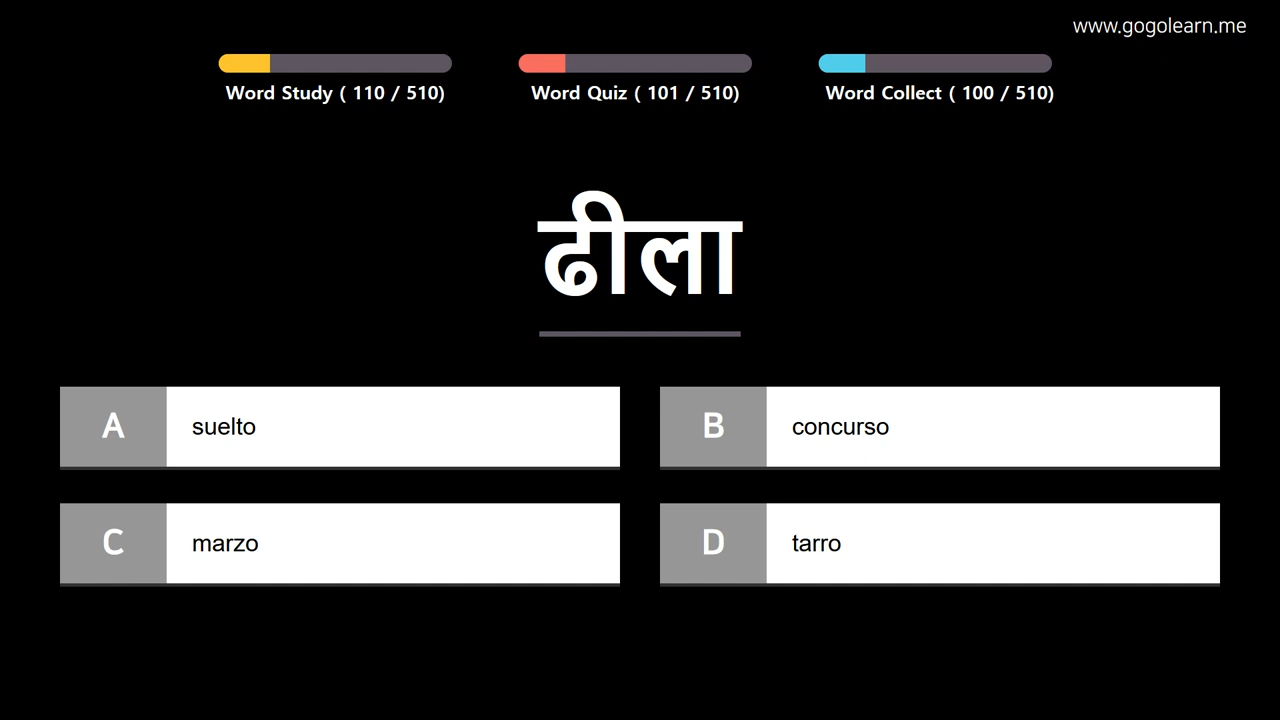 www.gogolearn.me
Word Study ( 110 / 510)
Word Quiz ( 101 / 510)
Word Collect ( 100 / 510)
ढीला
A suelto
B concurso
C marzo
D tarro